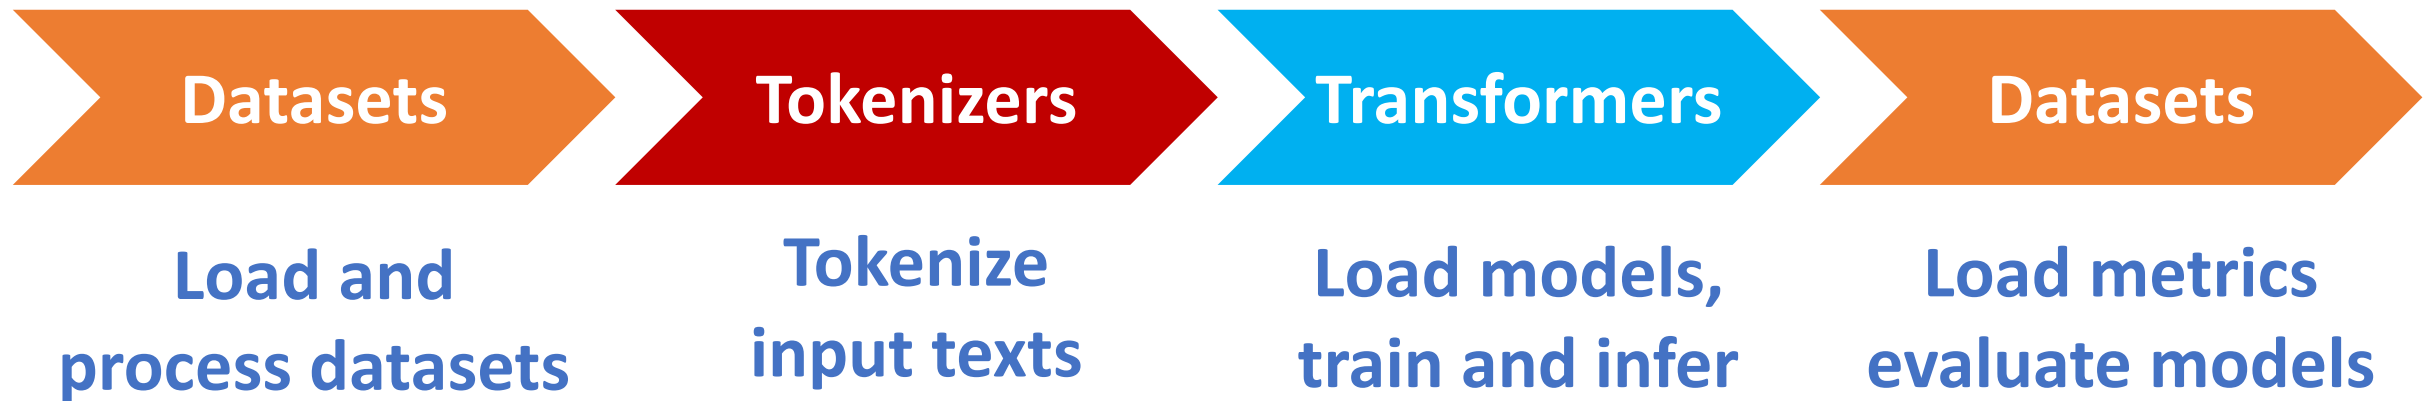 Datasets
Tokenizers
Transformers
Datasets
Load and
process datasets
Tokenize
input texts
Load models,
train and infer
Load metrics
evaluate models